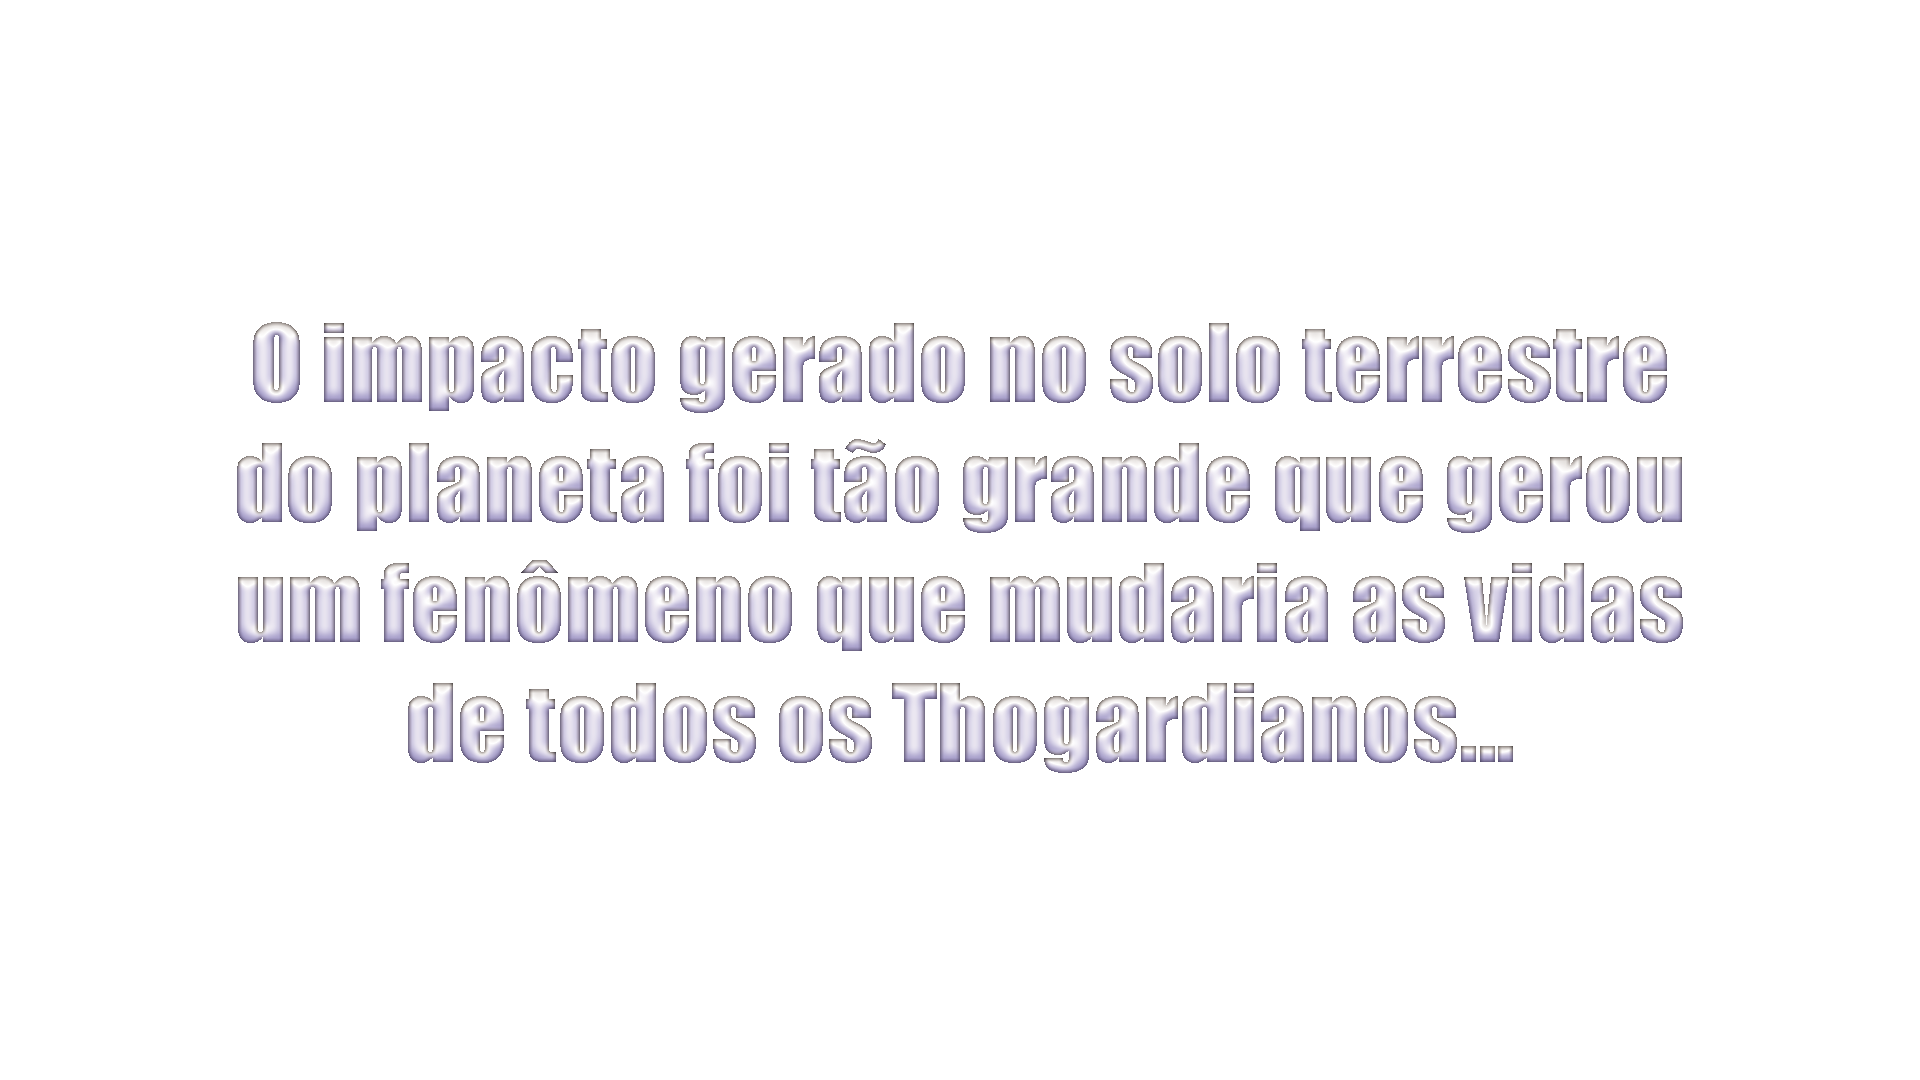 O impacto gerado no solo terrestre
do planeta foi tão grande que gerou
um fenômeno que mudaria as vidas
de todos os Thogardianos...